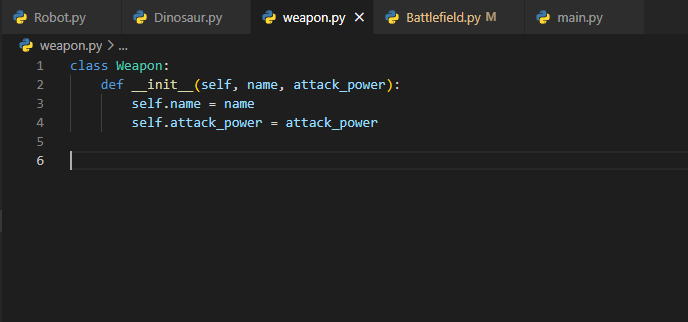 Robot.py Dinosaur.py weapon.py × Battlefield.py M main.py
weapon.py > ...
1 class Weapon:
2     def __init__(self, name, attack_power):
3         self.name = name
4         self.attack_power = attack_power
5
6